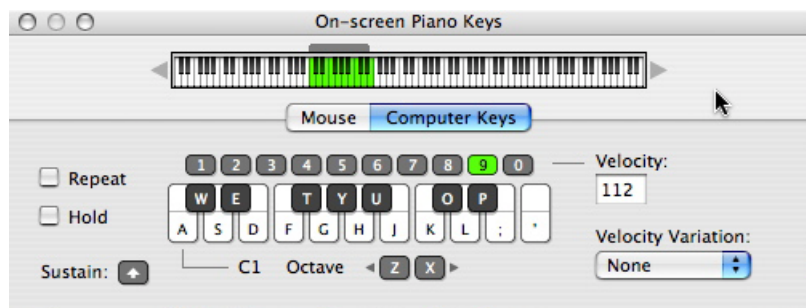 On-screen Piano Keys
Mouse Computer Keys
1 2 3 4 5 6 7 8 9 0 Velocity:
Repeat
112
W E T Y U O P
Hold
A S D F G H J K L ; '
Velocity Variation:
Sustain: C1 Octave Z X None